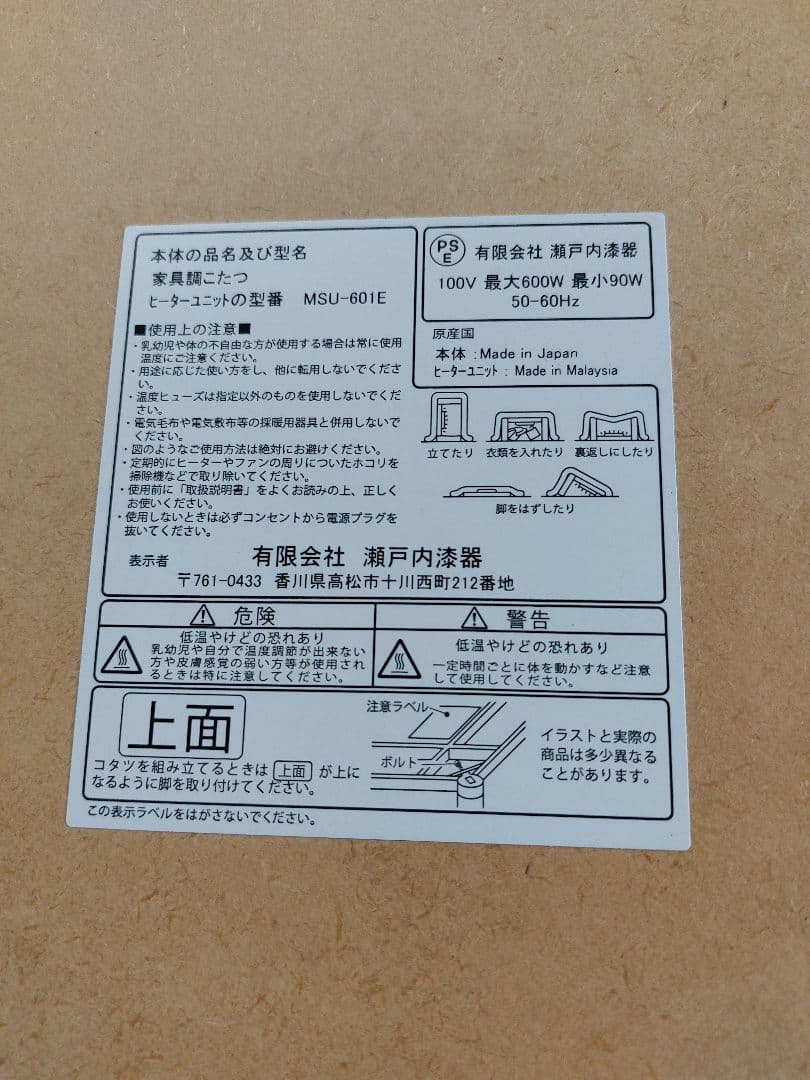 本体の品名及び型名
家具調こたつ
ヒーターユニットの型番 MSU-601E
■使用上の注意■
・乳幼児や体の不自由な方が使用する場合は常に使用
温度にご注意ください。
・用途に応じた使い方をし、他に転用しないでくださ
い。
・温度ヒューズは指定以外のものを使用しないでくだ
さい。
・電気毛布や電気敷布等の採暖用器具と併用しないで
ください。
・図のようなご使用方法は絶対にお避けください。
・定期的にヒーターやファンの周りについたホコリを
掃除機などで取り除いてください。
・使用前に「取扱説明書」をよくお読みの上、正しく
お使いください。
・使用しないときは必ずコンセントから電源プラグを
抜いてください。
PS
E
有限会社 瀬戸内漆器
100V 最大600W 最小90W
50-60Hz
原産国
本体 : Made in Japan
ヒーターユニット : Made in Malaysia
立てたり 衣類を入れたり 裏返しにしたり
脚をはずしたり
表示者 有限会社 瀬戸内漆器
〒761-0433 香川県高松市十川西町212番地
危険
低温やけどの恐れあり
乳幼児や自分で温度調節が出来ない
方や皮膚感覚の弱い方等が使用され
るときは特に注意してください。
警告
低温やけどの恐れあり
一定時間ごとに体を動かすなど注意
して使用してください。
上面
コタツを組み立てるときは 上面 が上に
なるように脚を取り付けてください。
注意ラベル
ボルト
イラストと実際の
商品は多少異なる
ことがあります。
この表示ラベルをはがさないでください。